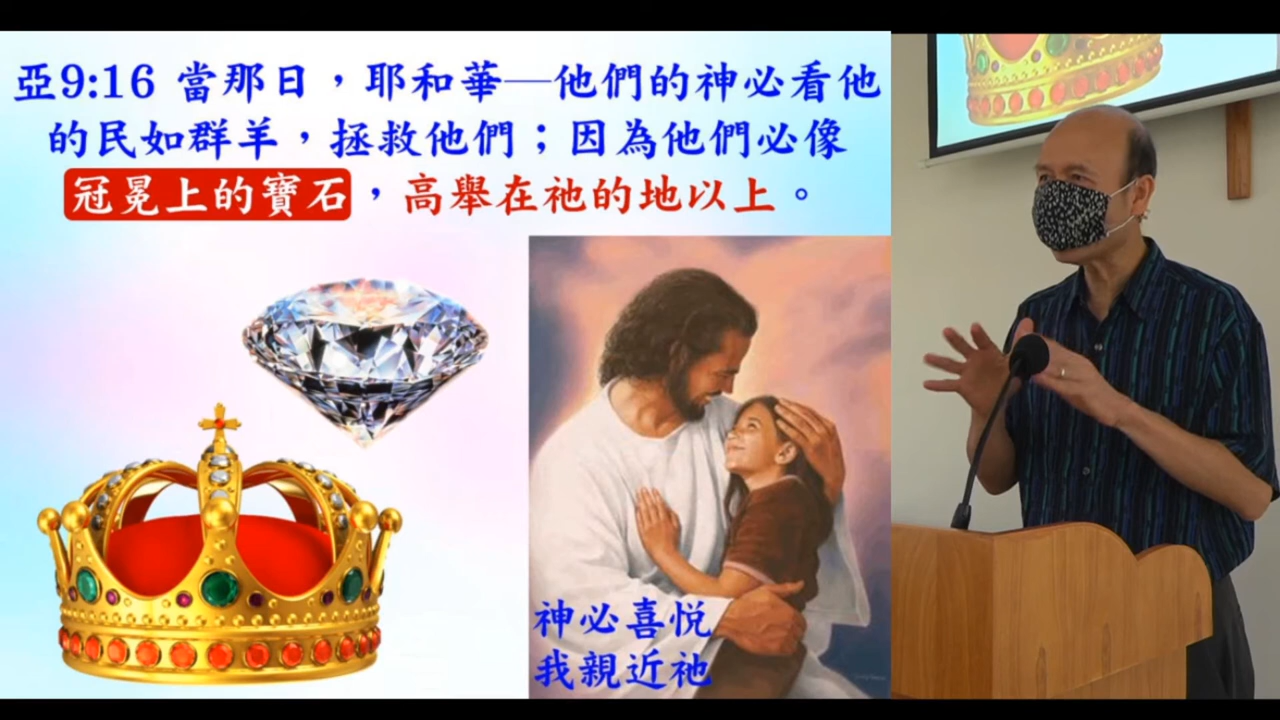 亞9:16 當那日，耶和華─他們的神必看他
的民如群羊，拯救他們；因為他們必像
冠冕上的寶石，高舉在祂的地以上。
神必喜悅
我親近祂